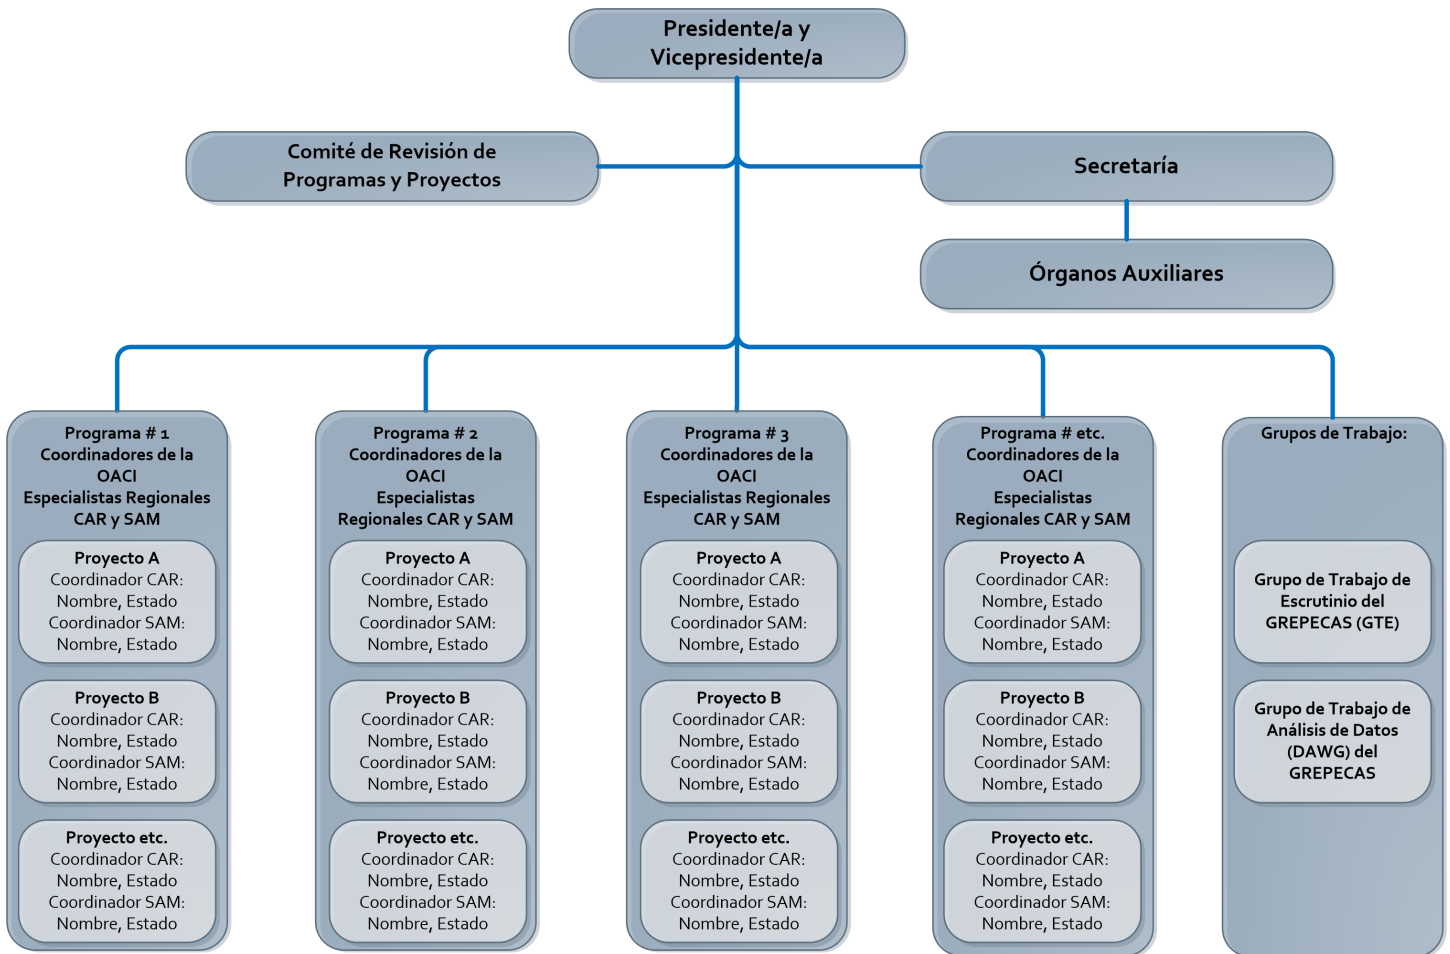 Presidente/a y
Vicepresidente/a
Comité de Revisión de
Programas y Proyectos
Secretaría
Órganos Auxiliares
Programa # 1
Coordinadores de la
OACI
Especialistas Regionales
CAR y SAM
Proyecto A
Coordinador CAR:
Nombre, Estado
Coordinador SAM:
Nombre, Estado
Proyecto B
Coordinador CAR:
Nombre, Estado
Coordinador SAM:
Nombre, Estado
Proyecto etc.
Coordinador CAR:
Nombre, Estado
Coordinador SAM:
Nombre, Estado
Programa # 2
Coordinadores de la
OACI
Especialistas
Regionales CAR y SAM
Proyecto A
Coordinador CAR:
Nombre, Estado
Coordinador SAM:
Nombre, Estado
Proyecto B
Coordinador CAR:
Nombre, Estado
Coordinador SAM:
Nombre, Estado
Proyecto etc.
Coordinador CAR:
Nombre, Estado
Coordinador SAM:
Nombre, Estado
Programa # 3
Coordinadores de la
OACI
Especialistas Regionales
CAR y SAM
Proyecto A
Coordinador CAR:
Nombre, Estado
Coordinador SAM:
Nombre, Estado
Proyecto B
Coordinador CAR:
Nombre, Estado
Coordinador SAM:
Nombre, Estado
Proyecto etc.
Coordinador CAR:
Nombre, Estado
Coordinador SAM:
Nombre, Estado
Programa # etc.
Coordinadores de la
OACI
Especialistas
Regionales CAR y SAM
Proyecto A
Coordinador CAR:
Nombre, Estado
Coordinador SAM:
Nombre, Estado
Proyecto B
Coordinador CAR:
Nombre, Estado
Coordinador SAM:
Nombre, Estado
Proyecto etc.
Coordinador CAR:
Nombre, Estado
Coordinador SAM:
Nombre, Estado
Grupos de Trabajo:
Grupo de Trabajo de
Escrutinio del
GREPECAS (GTE)
Grupo de Trabajo de
Análisis de Datos
(DAWG) del
GREPECAS